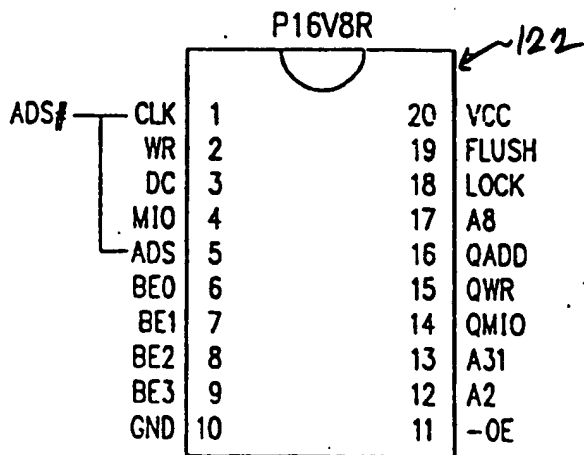 P16V8R
122
ADS# CLK 1 20 VCC
WR 2 19 FLUSH
DC 3 18 LOCK
MIO 4 17 A8
ADS 5 16 QADD
BE0 6 15 QWR
BE1 7 14 QMIO
BE2 8 13 A31
BE3 9 12 A2
GND 10 11 -OE